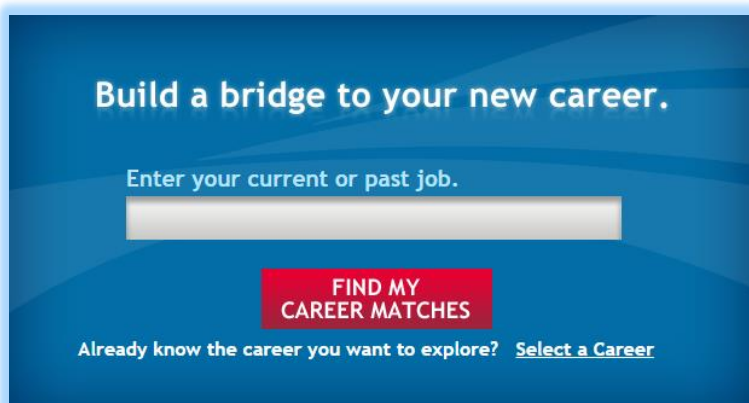 Build a bridge to your new career.
Enter your current or past job.
FIND MY
CAREER MATCHES
Already know the career you want to explore? Select a Career